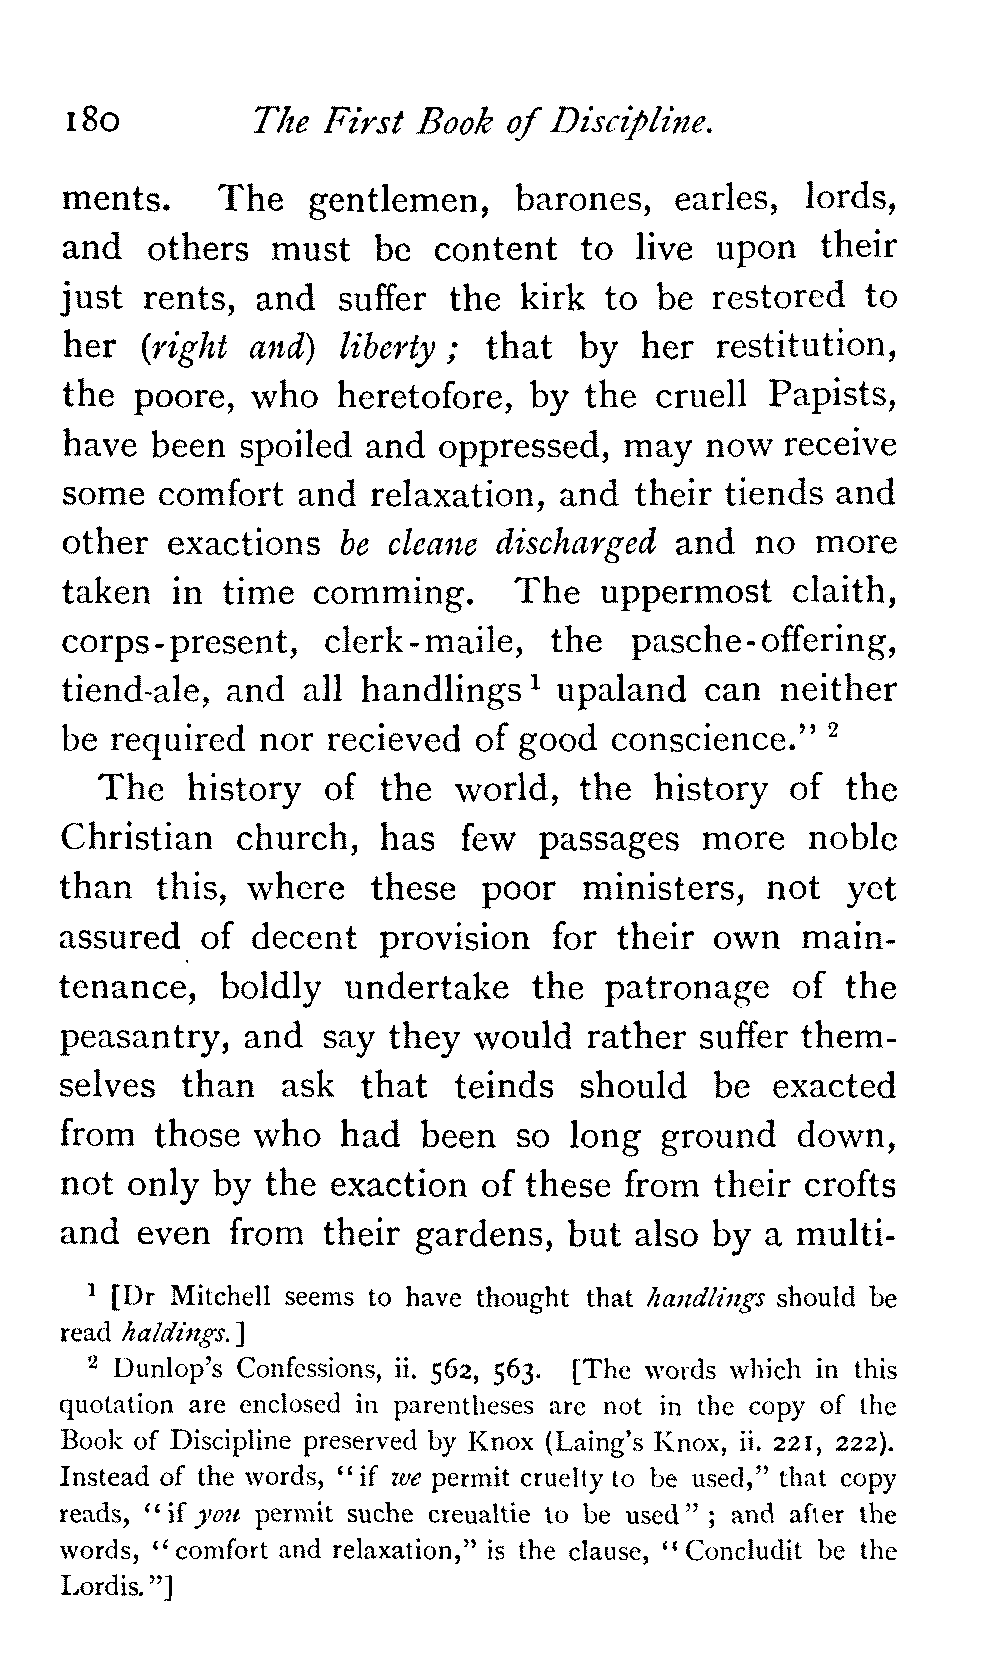 180 The First Book of Discipline.
ments. The gentlemen, barones, earles, lords,
and others must be content to live upon their
just rents, and suffer the kirk to be restored to
her (right and) liberty ; that by her restitution,
the poore, who heretofore, by the cruell Papists,
have been spoiled and oppressed, may now receive
some comfort and relaxation, and their tiends and
other exactions be cleane discharged and no more
taken in time comming. The uppermost claith,
corps-present, clerk-maile, the pasche-offering,
tiend-ale, and all handlings¹ upaland can neither
be required nor recieved of good conscience." ²
The history of the world, the history of the
Christian church, has few passages more noble
than this, where these poor ministers, not yet
assured of decent provision for their own main-
tenance, boldly undertake the patronage of the
peasantry, and say they would rather suffer them-
selves than ask that teinds should be exacted
from those who had been so long ground down,
not only by the exaction of these from their crofts
and even from their gardens, but also by a multi-
¹ [Dr Mitchell seems to have thought that handlings should be
read haldings.]
² Dunlop's Confessions, ii. 562, 563. [The words which in this
quotation are enclosed in parentheses are not in the copy of the
Book of Discipline preserved by Knox (Laing's Knox, ii. 221, 222).
Instead of the words, "if we permit cruelty to be used," that copy
reads, "if you permit suche creualtie to be used" ; and after the
words, "comfort and relaxation," is the clause, "Concludit be the
Lordis."]